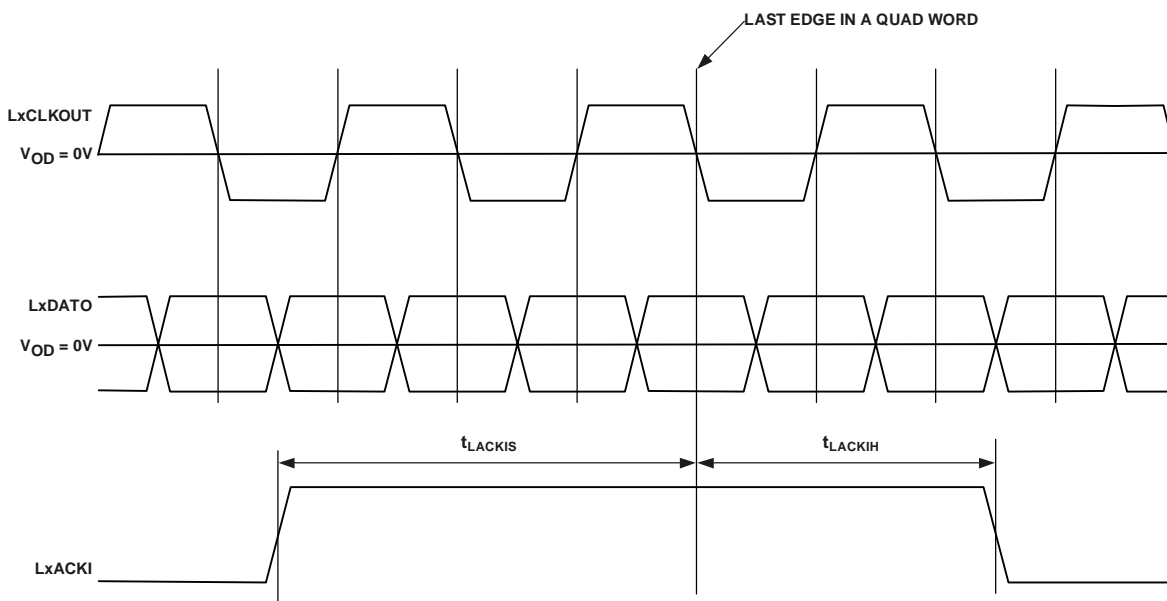 LAST EDGE IN A QUAD WORD
LxCLKOUT
VOD = 0V
LxDATO
VOD = 0V
tLACKIS
tLACKIH
LxACKI